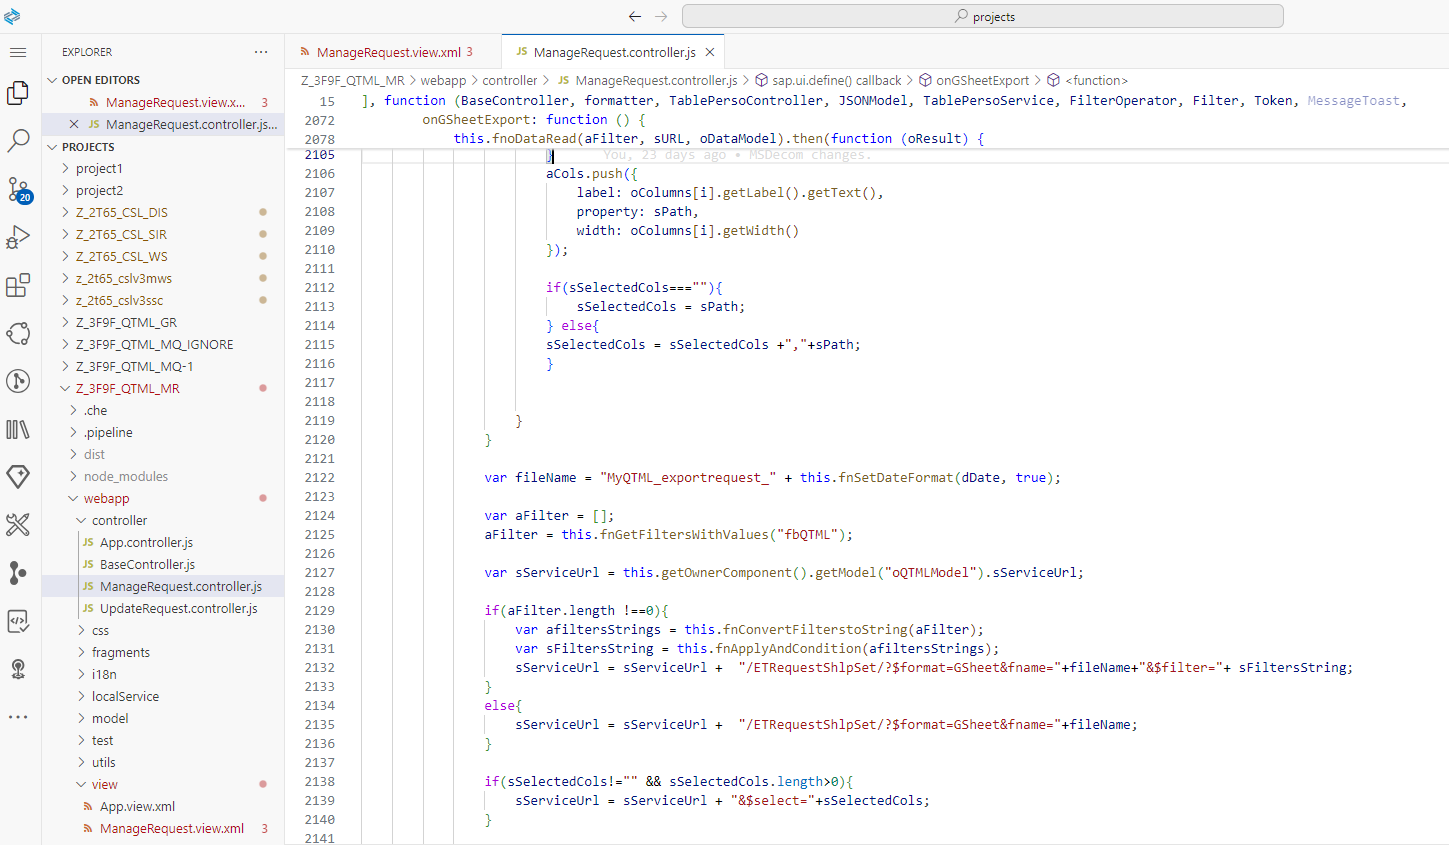 projects
EXPLORER
ManageRequest.view.xml 3
JS ManageRequest.controller.js
OPEN EDITORS
ManageRequest.view.x... 3
JS ManageRequest.controller.js...
PROJECTS
project1
project2
Z_2T65_CSL_DIS
Z_2T65_CSL_SIR
Z_2T65_CSL_WS
z_2t65_cslv3mws
z_2t65_cslv3ssc
Z_3F9F_QTML_GR
Z_3F9F_QTML_MQ_IGNORE
Z_3F9F_QTML_MQ-1
Z_3F9F_QTML_MR
.che
.pipeline
dist
node_modules
webapp
controller
JS App.controller.js
JS BaseController.js
JS ManageRequest.controller.js
JS UpdateRequest.controller.js
css
fragments
i18n
localService
model
test
utils
view
App.view.xml
ManageRequest.view.xml 3
20
Z_3F9F_QTML_MR > webapp > controller > JS ManageRequest.controller.js > sap.ui.define() callback > onGSheetExport > <function>
15 ], function (BaseController, formatter, TablePersoController, JSONModel, TablePersoService, FilterOperator, Filter, Token, MessageToast,
2072 onGSheetExport: function () {
2078 this.fnoDataRead(aFilter, sURL, oDataModel).then(function (oResult) {
2105 } You, 23 days ago • MSDecom changes.
2106 aCols.push({
2107 label: oColumns[i].getLabel().getText(),
2108 property: sPath,
2109 width: oColumns[i].getWidth()
2110 });
2111
2112 if(sSelectedCols===""){
2113 sSelectedCols = sPath;
2114 } else{
2115 sSelectedCols = sSelectedCols +","+sPath;
2116 }
2117
2118
2119 }
2120 }
2121
2122 var fileName = "MyQTML_exportrequest_" + this.fnSetDateFormat(dDate, true);
2123
2124 var aFilter = [];
2125 aFilter = this.fnGetFiltersWithValues("fbQTML");
2126
2127 var sServiceUrl = this.getOwnerComponent().getModel("oQTMLModel").sServiceUrl;
2128
2129 if(aFilter.length !==0){
2130 var afiltersStrings = this.fnConvertFilterstoString(aFilter);
2131 var sFiltersString = this.fnApplyAndCondition(afiltersStrings);
2132 sServiceUrl = sServiceUrl + "/ETRequestShlpSet/?$format=GSheet&fname="+fileName+"&$filter="+ sFiltersString;
2133 }
2134 else{
2135 sServiceUrl = sServiceUrl + "/ETRequestShlpSet/?$format=GSheet&fname="+fileName;
2136 }
2137
2138 if(sSelectedCols!="" && sSelectedCols.length>0){
2139 sServiceUrl = sServiceUrl + "&$select="+sSelectedCols;
2140 }
2141